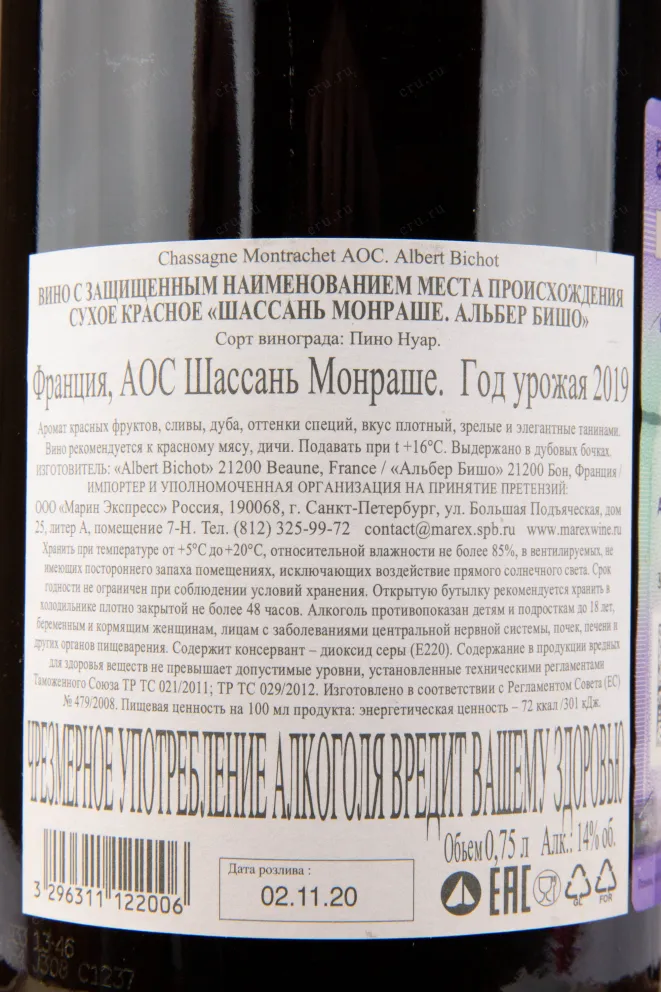 Chassagne Montrachet AOC. Albert Bichot
ВИНО С ЗАЩИЩЕННЫМ НАИМЕНОВАНИЕМ МЕСТА ПРОИСХОЖДЕНИЯ
СУХОЕ КРАСНОЕ «ШАССАНЬ МОНРАШЕ. АЛЬБЕР БИШО»
Сорт винограда: Пино Нуар.
Франция, АОС Шассань Монраше. Год урожая 2019
Аромат красных фруктов, сливы, дуба, оттенки специй, вкус плотный, зрелые и элегантные танинами.
Вино рекомендуется к красному мясу, дичи. Подавать при t +16°С. Выдержано в дубовых бочках.
ИЗГОТОВИТЕЛЬ: «Albert Bichot» 21200 Beaune, France / «Альбер Бишо» 21200 Бон, Франция /
ИМПОРТЕР И УПОЛНОМОЧЕННАЯ ОРГАНИЗАЦИЯ НА ПРИНЯТИЕ ПРЕТЕНЗИЙ:
ООО «Марин Экспресс» Россия, 190068, г. Санкт-Петербург, ул. Большая Подъяческая, дом
25, литер А, помещение 7-Н. Тел. (812) 325-99-72 contact@marex.spb.ru www.marexwine.ru
Хранить при температуре от +5°С до +20°С, относительной влажности не более 85%, в вентилируемых, не
имеющих постороннего запаха помещениях, исключающих воздействие прямого солнечного света. Срок
годности не ограничен при соблюдении условий хранения. Открытую бутылку рекомендуется хранить в
холодильнике плотно закрытой не более 48 часов. Алкоголь противопоказан детям и подросткам до 18 лет,
беременным и кормящим женщинам, лицам с заболеваниями центральной нервной системы, почек, печени и
других органов пищеварения. Содержит консервант – диоксид серы (Е220). Содержание в продукции вредных
для здоровья веществ не превышает допустимые уровни, установленные техническими регламентами
Таможенного Союза ТР ТС 021/2011; ТР ТС 029/2012. Изготовлено в соответствии с Регламентом Совета (ЕС)
№ 479/2008. Пищевая ценность на 100 мл продукта: энергетическая ценность – 72 ккал /301 кДж.
ЧРЕЗМЕРНОЕ УПОТРЕБЛЕНИЕ АЛКОГОЛЯ ВРЕДИТ ВАШЕМУ ЗДОРОВЬЮ
Обьем 0,75 л Алк.: 14% об.
Дата розлива :
02.11.20
3 296311 122006
EAC
GL
FOR
13:46
J308 C1237